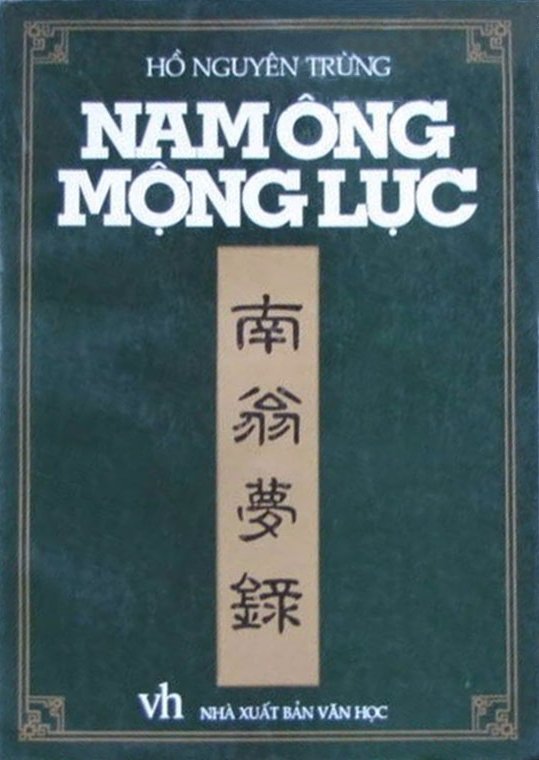 HỒ NGUYÊN TRỪNG
NAM ÔNG
MỘNG LỤC
南
翁
夢
錄
vh NHÀ XUẤT BẢN VĂN HỌC